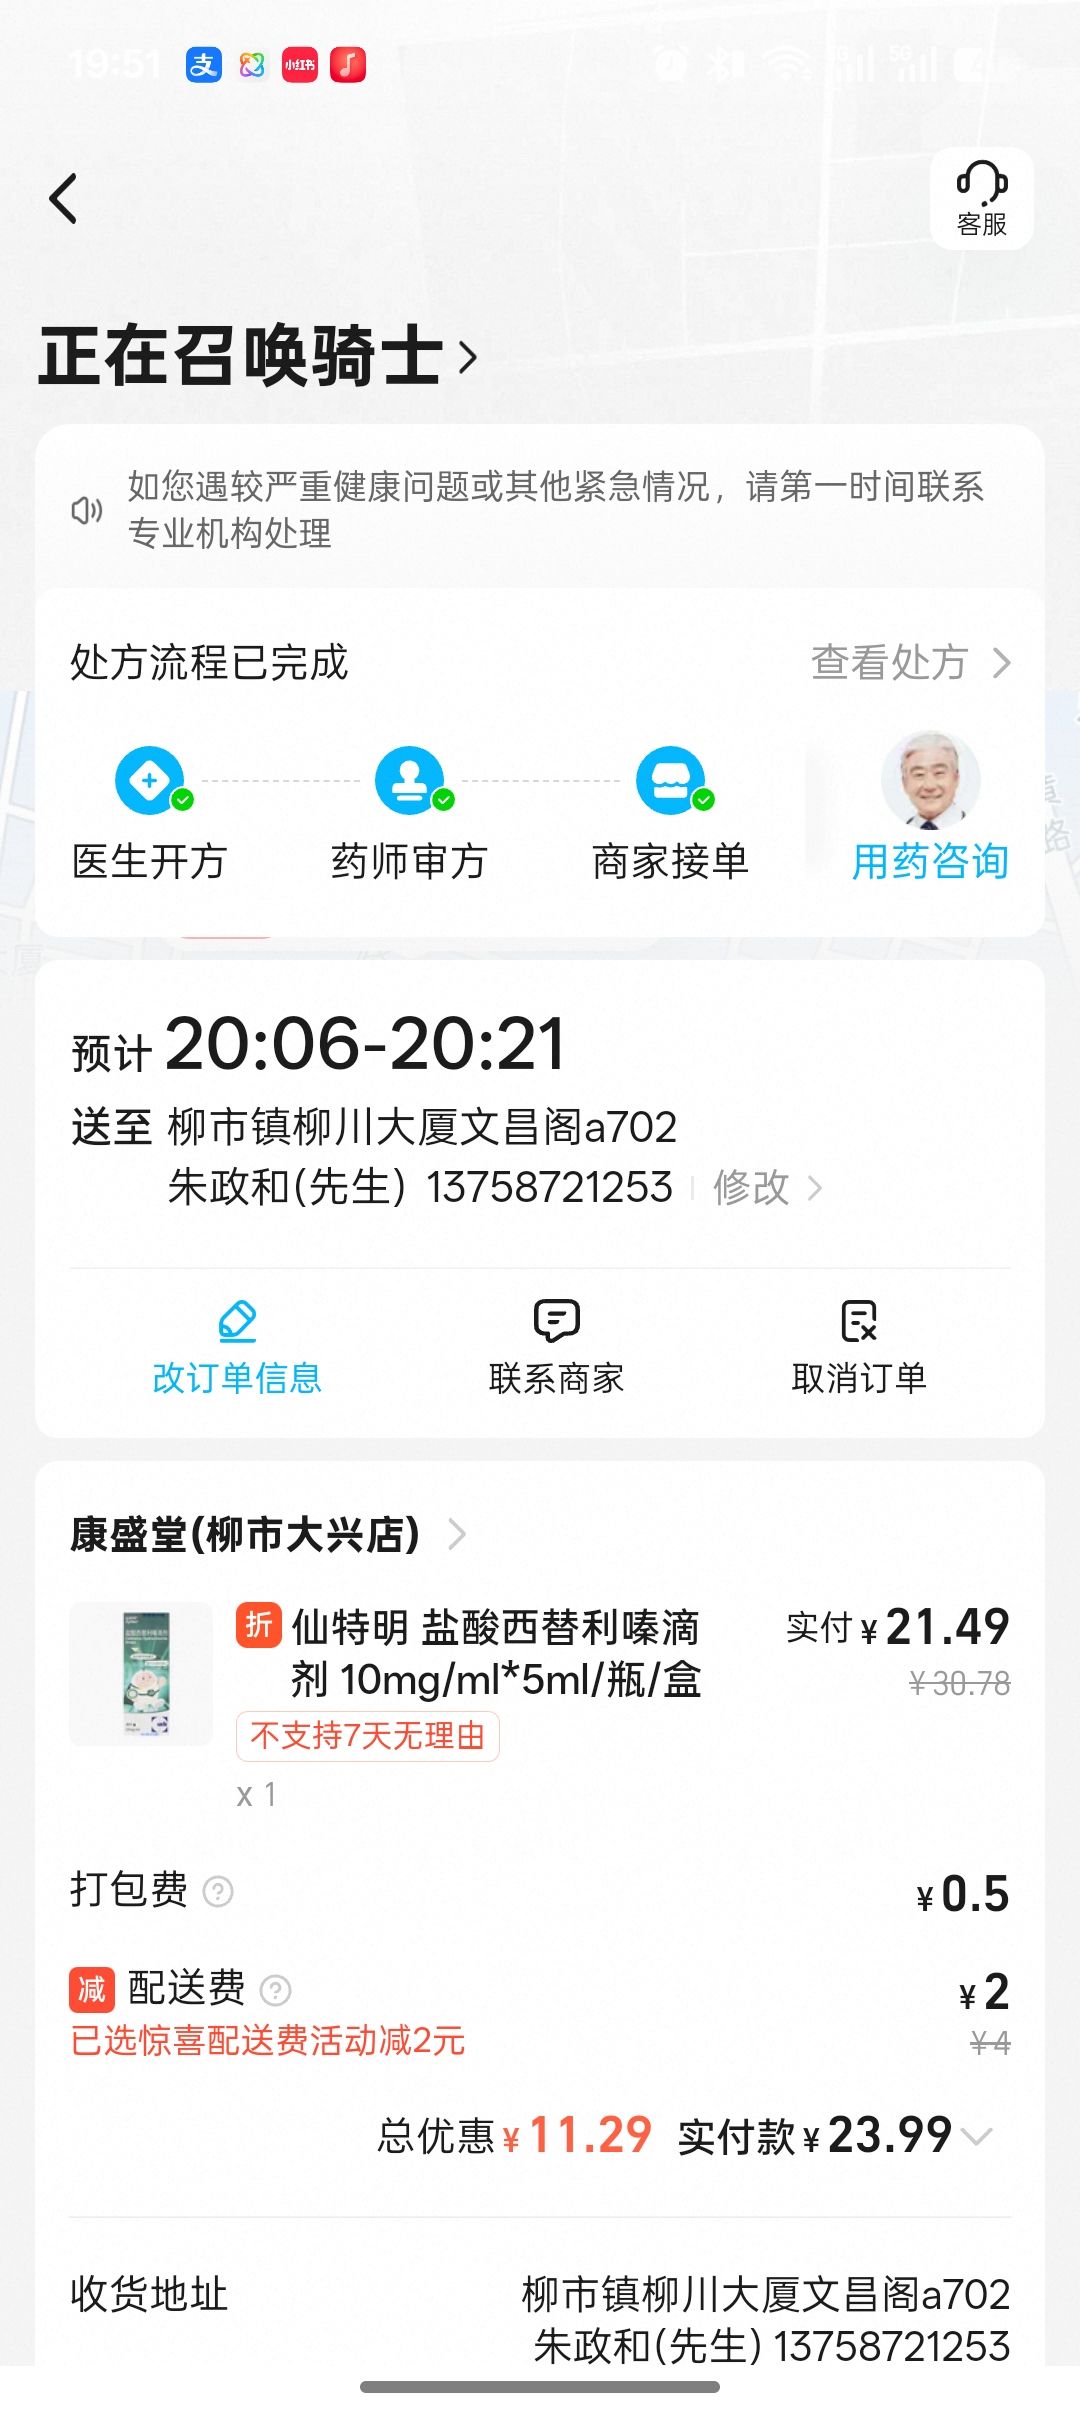 19:51
支
小红书
客服
正在召唤骑士
如您遇较严重健康问题或其他紧急情况，请第一时间联系
专业机构处理
处方流程已完成
查看处方
医生开方
药师审方
商家接单
用药咨询
预计 20:06-20:21
送至 柳市镇柳川大厦文昌阁a702
朱政和(先生) 13758721253
修改
改订单信息
联系商家
取消订单
康盛堂(柳市大兴店)
折 仙特明 盐酸西替利嗪滴
剂 10mg/ml*5ml/瓶/盒
实付 ¥21.49
¥30.78
不支持7天无理由
x 1
打包费
¥0.5
减 配送费
¥2
已选惊喜配送费活动减2元
¥4
总优惠 ¥11.29 实付款 ¥23.99
收货地址
柳市镇柳川大厦文昌阁a702
朱政和(先生) 13758721253